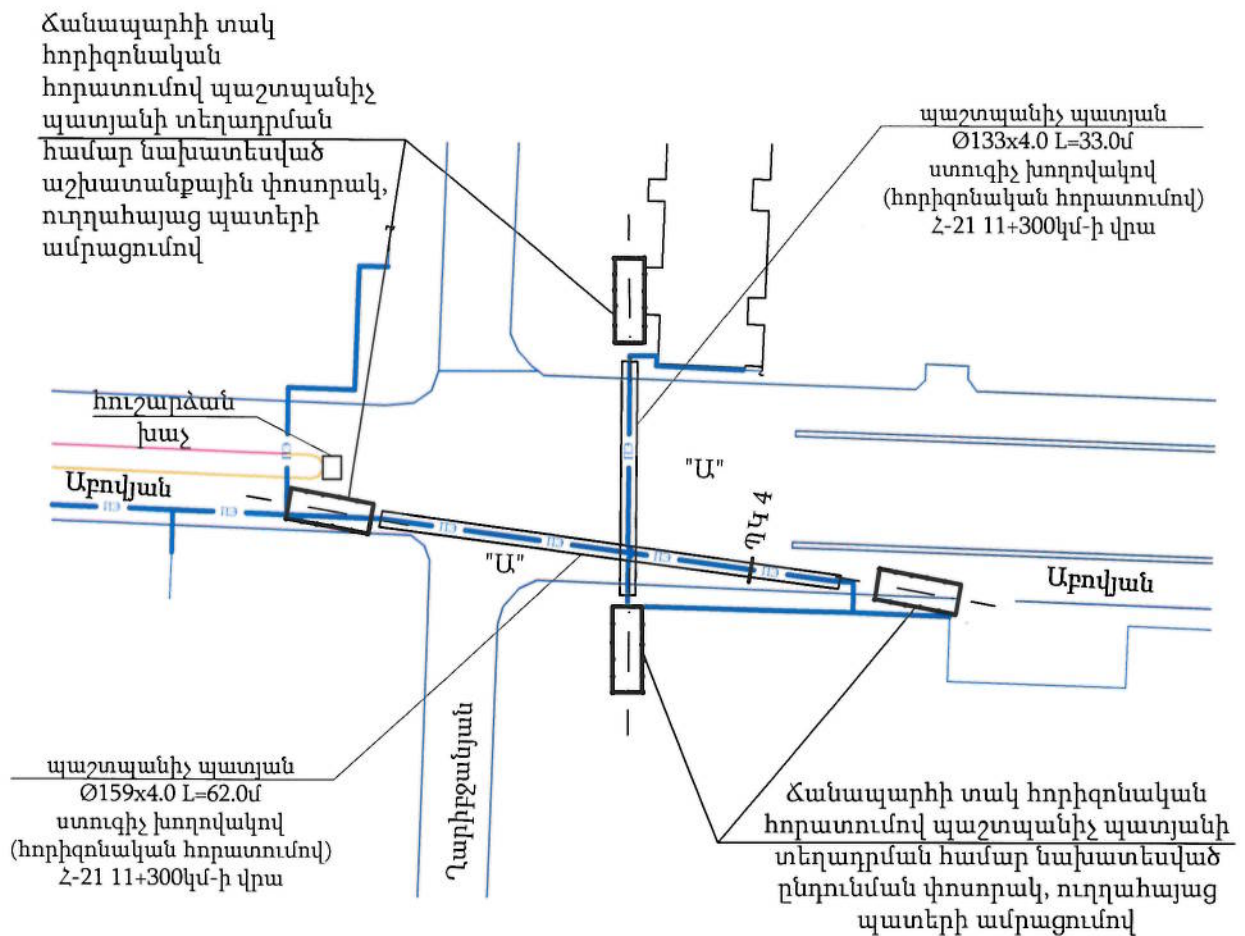 Ճանապարհի տակ
հորիզոնական
հորատումով պաշտպանիչ
պատյանի տեղադրման
համար նախատեսված
աշխատանքային փոսորակ,
ուղղահայաց պատերի
ամրացումով
պաշտպանիչ պատյան
Ø133x4.0 L=33.0մ
ստուգիչ խողովակով
(հորիզոնական հորատումով)
Հ-21 11+300կմ-ի վրա
հուշարձան
խաչ
Աբովյան
"Ա"
ՊԿ 4
"Ա"
Աբովյան
Ղարիբջանյան
պաշտպանիչ պատյան
Ø159x4.0 L=62.0մ
ստուգիչ խողովակով
(հորիզոնական հորատումով)
Հ-21 11+300կմ-ի վրա
Ճանապարհի տակ հորիզոնական
հորատումով պաշտպանիչ պատյանի
տեղադրման համար նախատեսված
ընդունման փոսորակ, ուղղահայաց
պատերի ամրացումով